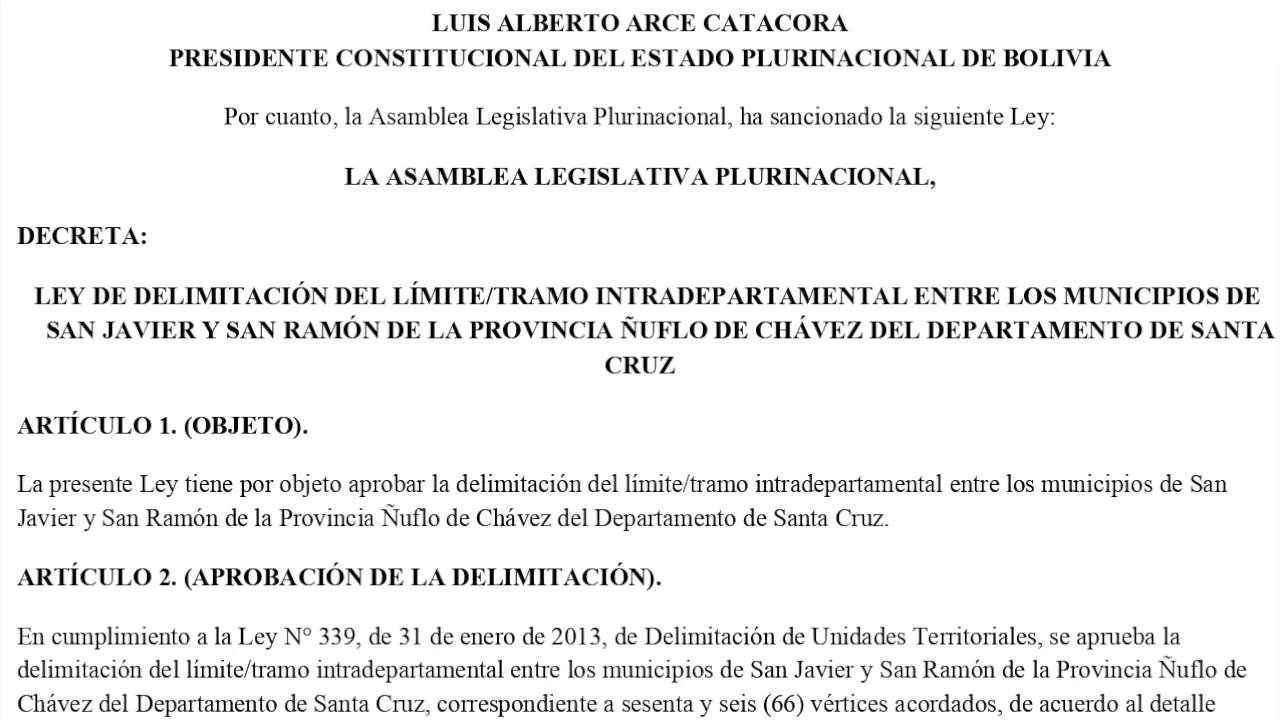 LUIS ALBERTO ARCE CATACORA
PRESIDENTE CONSTITUCIONAL DEL ESTADO PLURINACIONAL DE BOLIVIA
Por cuanto, la Asamblea Legislativa Plurinacional, ha sancionado la siguiente Ley:
LA ASAMBLEA LEGISLATIVA PLURINACIONAL,
DECRETA:
LEY DE DELIMITACIÓN DEL LÍMITE/TRAMO INTRADEPARTAMENTAL ENTRE LOS MUNICIPIOS DE
SAN JAVIER Y SAN RAMÓN DE LA PROVINCIA ÑUFLO DE CHÁVEZ DEL DEPARTAMENTO DE SANTA
CRUZ
ARTÍCULO 1. (OBJETO).
La presente Ley tiene por objeto aprobar la delimitación del límite/tramo intradepartamental entre los municipios de San
Javier y San Ramón de la Provincia Ñuflo de Chávez del Departamento de Santa Cruz.
ARTÍCULO 2. (APROBACIÓN DE LA DELIMITACIÓN).
En cumplimiento a la Ley N° 339, de 31 de enero de 2013, de Delimitación de Unidades Territoriales, se aprueba la
delimitación del límite/tramo intradepartamental entre los municipios de San Javier y San Ramón de la Provincia Ñuflo de
Chávez del Departamento de Santa Cruz, correspondiente a sesenta y seis (66) vértices acordados, de acuerdo al detalle